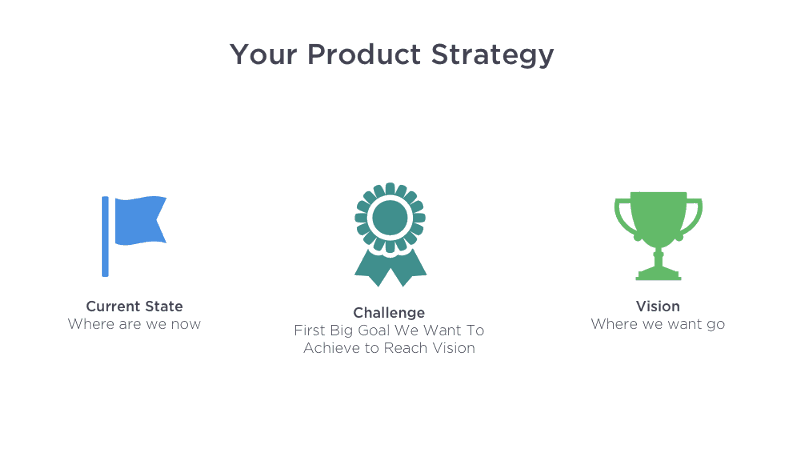 Your Product Strategy
Current State
Where are we now
Challenge
First Big Goal We Want To
Achieve to Reach Vision
Vision
Where we want go